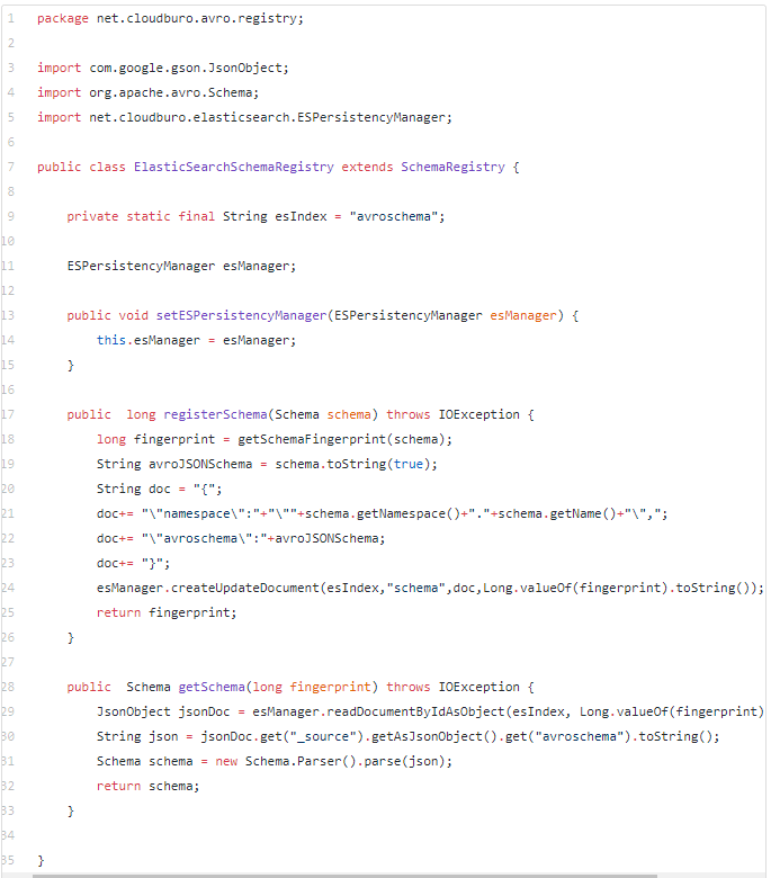 1 package net.cloudburo.avro.registry;
2
3 import com.google.gson.JsonObject;
4 import org.apache.avro.Schema;
5 import net.cloudburo.elasticsearch.ESPersistencyManager;
6
7 public class ElasticSearchSchemaRegistry extends SchemaRegistry {
8
9     private static final String esIndex = "avroschema";
10
11     ESPersistencyManager esManager;
12
13     public void setESPersistencyManager(ESPersistencyManager esManager) {
14         this.esManager = esManager;
15     }
16
17     public  long registerSchema(Schema schema) throws IOException {
18         long fingerprint = getSchemaFingerprint(schema);
19         String avroJSONSchema = schema.toString(true);
20         String doc = "{";
21         doc+= "\"namespace\":"+"\""+schema.getNamespace()+"."+schema.getName()+"\",";
22         doc+= "\"avroschema\":"+avroJSONSchema;
23         doc+= "}";
24         esManager.createUpdateDocument(esIndex,"schema",doc,Long.valueOf(fingerprint).toString());
25         return fingerprint;
26     }
27
28     public  Schema getSchema(long fingerprint) throws IOException {
29         JsonObject jsonDoc = esManager.readDocumentByIdAsObject(esIndex, Long.valueOf(fingerprint)
30         String json = jsonDoc.get("_source").getAsJsonObject().get("avroschema").toString();
31         Schema schema = new Schema.Parser().parse(json);
32         return schema;
33     }
34
35 }